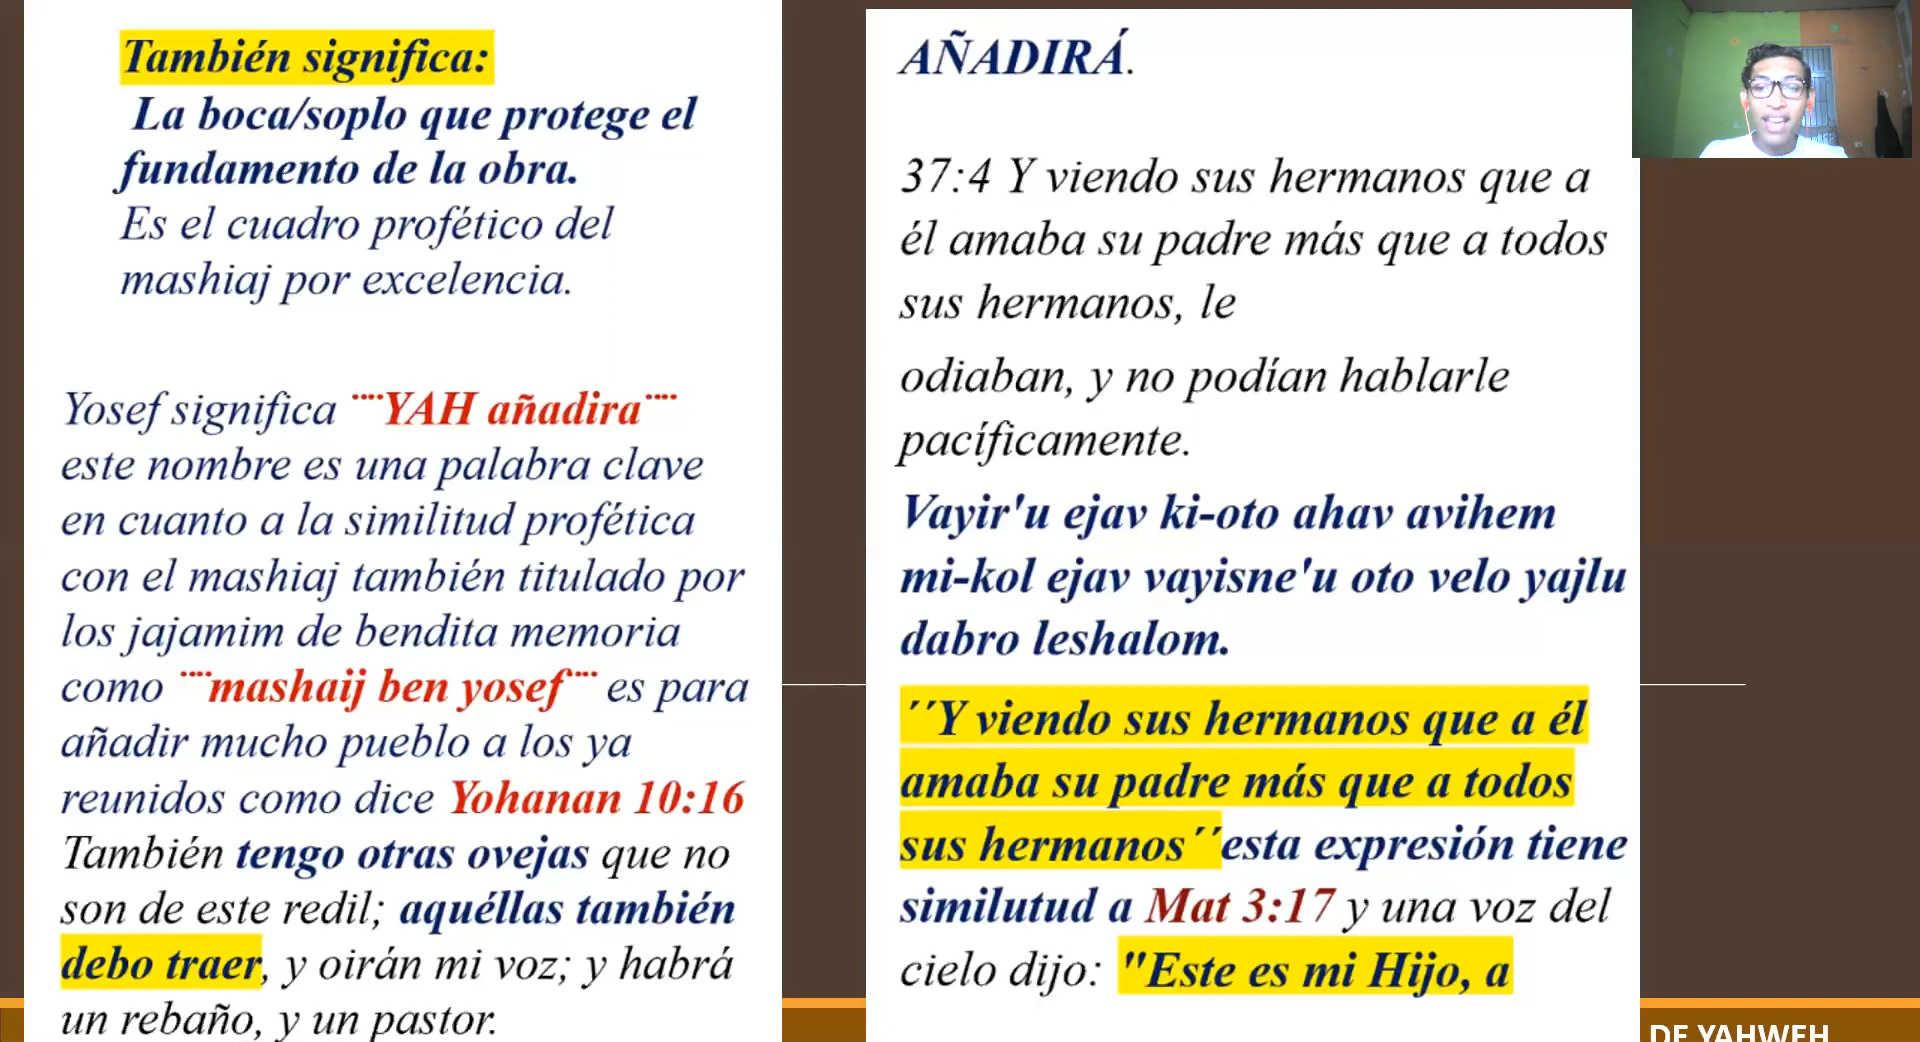 También significa:
La boca/soplo que protege el
fundamento de la obra.
Es el cuadro profético del
mashiaj por excelencia.
Yosef significa ¨¨YAH añadira¨¨
este nombre es una palabra clave
en cuanto a la similitud profética
con el mashiaj también titulado por
los jajamim de bendita memoria
como ¨¨mashaij ben yosef¨¨ es para
añadir mucho pueblo a los ya
reunidos como dice Yohanan 10:16
También tengo otras ovejas que no
son de este redil; aquéllas también
debo traer, y oirán mi voz; y habrá
un rebaño, y un pastor.
AÑADIRÁ.
37:4 Y viendo sus hermanos que a
él amaba su padre más que a todos
sus hermanos, le
odiaban, y no podían hablarle
pacíficamente.
Vayir'u ejav ki-oto ahav avihem
mi-kol ejav vayisne'u oto velo yajlu
dabro leshalom.
´´Y viendo sus hermanos que a él
amaba su padre más que a todos
sus hermanos´´esta expresión tiene
similutud a Mat 3:17 y una voz del
cielo dijo: "Este es mi Hijo, a
DE YAHWEH